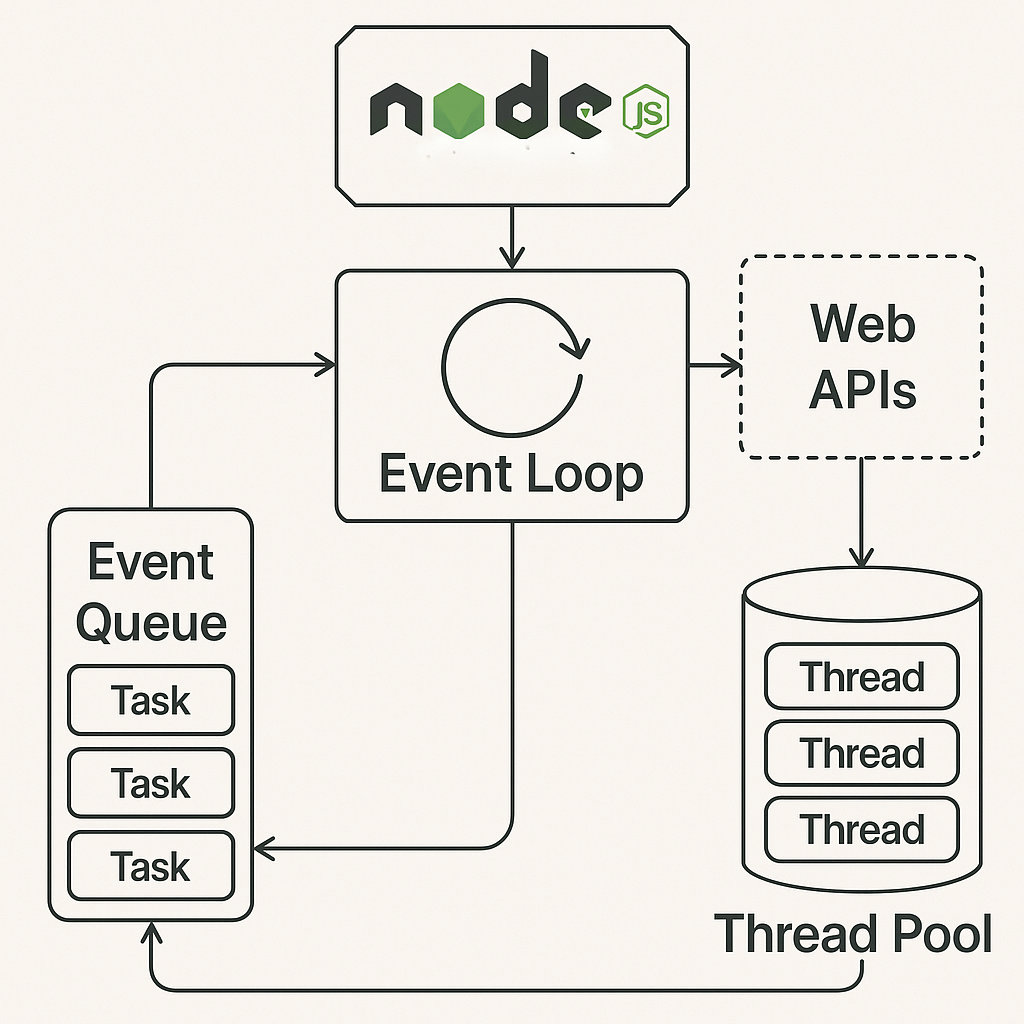 node JS
Event Loop
Web
APIs
Event
Queue
Task
Task
Task
Thread
Thread
Thread
Thread Pool